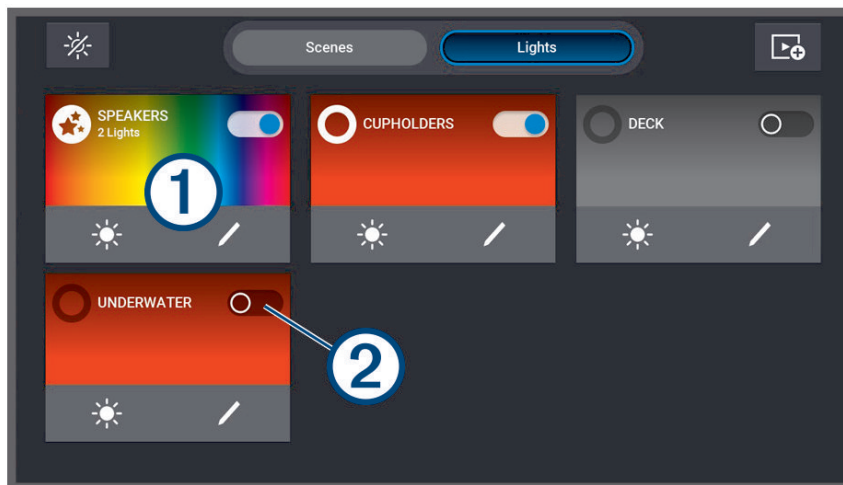 Scenes
Lights
SPEAKERS
2 Lights
CUPHOLDERS
DECK
1
UNDERWATER
2